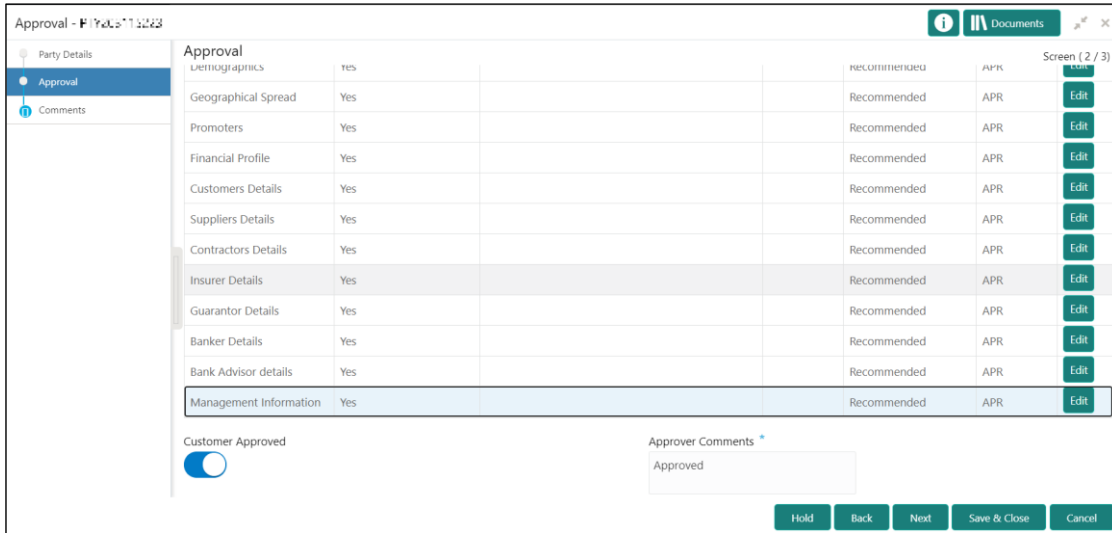 Approval -
Documents
Party Details
Approval
Comments
Approval
Screen ( 2 / 3)
Demographics Yes Recommended APR Edit
Geographical Spread Yes Recommended APR Edit
Promoters Yes Recommended APR Edit
Financial Profile Yes Recommended APR Edit
Customers Details Yes Recommended APR Edit
Suppliers Details Yes Recommended APR Edit
Contractors Details Yes Recommended APR Edit
Insurer Details Yes Recommended APR Edit
Guarantor Details Yes Recommended APR Edit
Banker Details Yes Recommended APR Edit
Bank Advisor details Yes Recommended APR Edit
Management Information Yes Recommended APR Edit
Customer Approved
Approver Comments *
Approved
Hold Back Next Save & Close Cancel